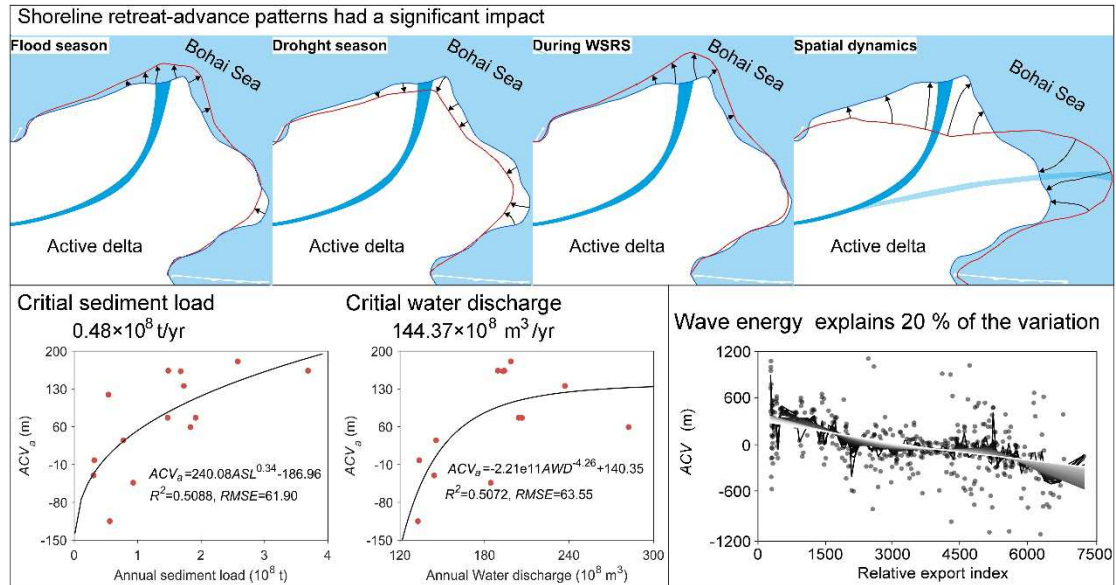 Shoreline retreat-advance patterns had a significant impact
Flood season
Bohai Sea
Active delta
Drohght season
Bohai Sea
Active delta
During WSRS
Bohai Sea
Active delta
Spatial dynamics
Bohai Sea
Active delta
Critial sediment load
0.48×10⁸ t/yr
200
130
60
-10
-80
-150
ACVₐ (m)
ACVₐ=240.08ASL^0.34-186.96
R²=0.5088, RMSE=61.90
0 1 2 3 4
Annual sediment load (10⁸ t)
Critial water discharge
144.37×10⁸ m³/yr
200
130
60
-10
-80
-150
ACVₐ (m)
ACVₐ=-2.21e11AWD^-4.26+140.35
R²=0.5072, RMSE=63.55
120 180 240 300
Annual Water discharge (10⁸ m³)
Wave energy explains 20 % of the variation
1200
600
0
-600
-1200
ACV (m)
0 1500 3000 4500 6000 7500
Relative export index